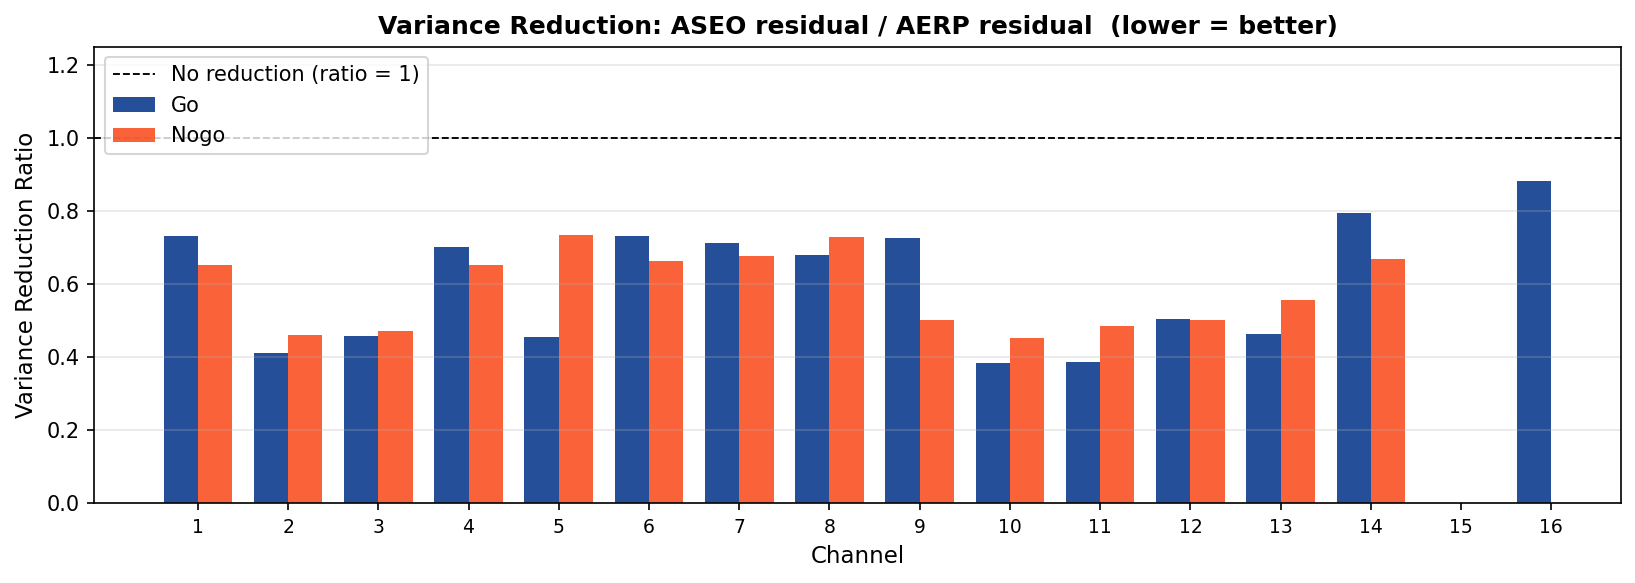 Variance Reduction: ASEO residual / AERP residual (lower = better)
No reduction (ratio = 1)
Go
Nogo
Variance Reduction Ratio
1.2
1.0
0.8
0.6
0.4
0.2
0.0
1 2 3 4 5 6 7 8 9 10 11 12 13 14 15 16
Channel